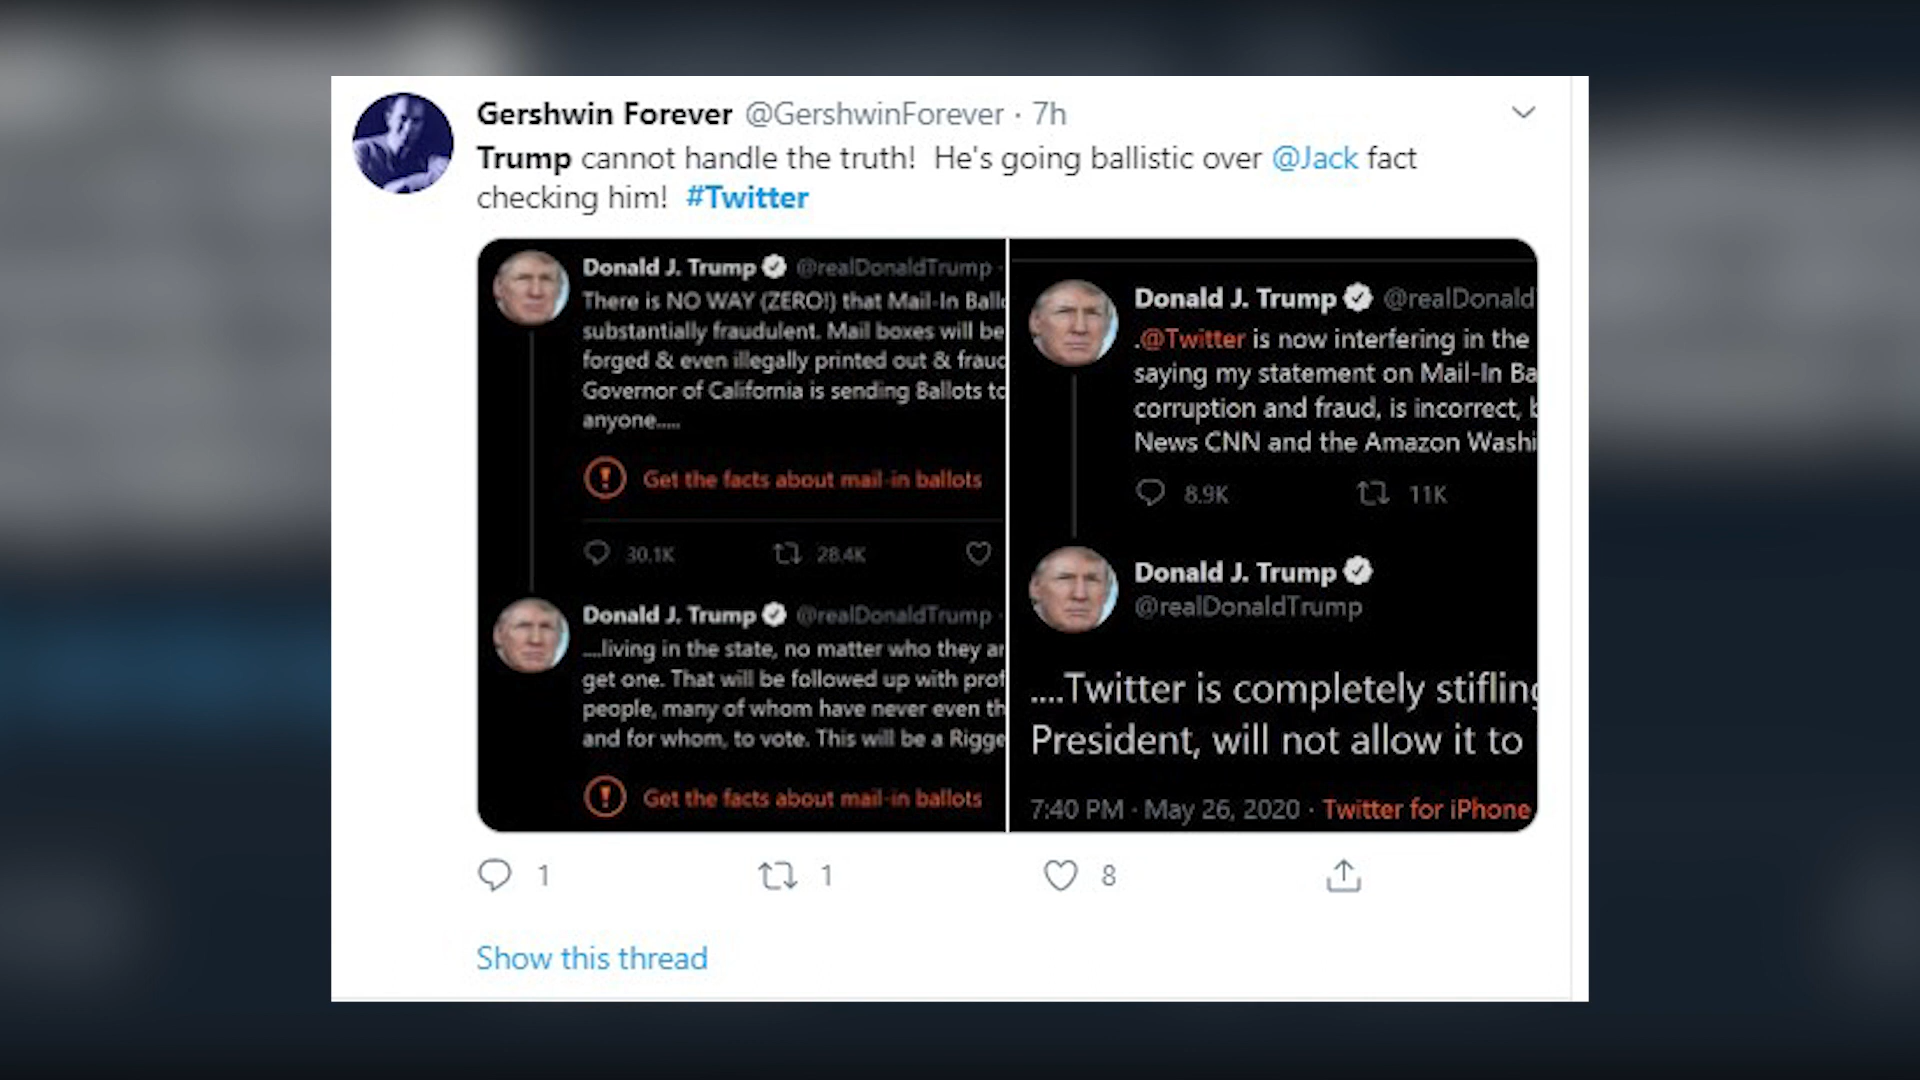 Gershwin Forever @GershwinForever · 7h
Trump cannot handle the truth! He's going ballistic over @Jack fact
checking him! #Twitter
Donald J. Trump @realDonaldTrump ·
There is NO WAY (ZERO!) that Mail-In Ball
substantially fraudulent. Mail boxes will be
forged & even illegally printed out & frau
Governor of California is sending Ballots to
anyone.....
Get the facts about mail-in ballots
30.1K 28.4K
Donald J. Trump @realDonaldTrump ·
....living in the state, no matter who they ar
get one. That will be followed up with prof
people, many of whom have never even th
and for whom, to vote. This will be a Rigge
Get the facts about mail-in ballots
Donald J. Trump @realDonald
.@Twitter is now interfering in the
saying my statement on Mail-In Ba
corruption and fraud, is incorrect, b
News CNN and the Amazon Washi
8.9K 11K
Donald J. Trump
@realDonaldTrump
....Twitter is completely stifling
President, will not allow it to
7:40 PM · May 26, 2020 · Twitter for iPhone
1 1 8
Show this thread